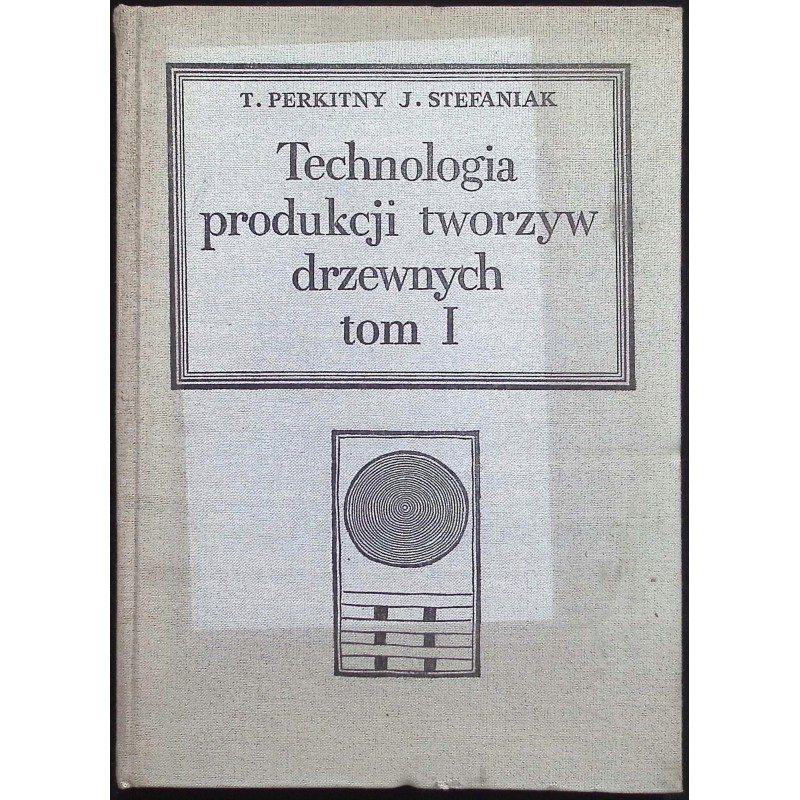 T. PERKITNY J. STEFANIAK
Technologia
produkcji tworzyw
drzewnych
tom I